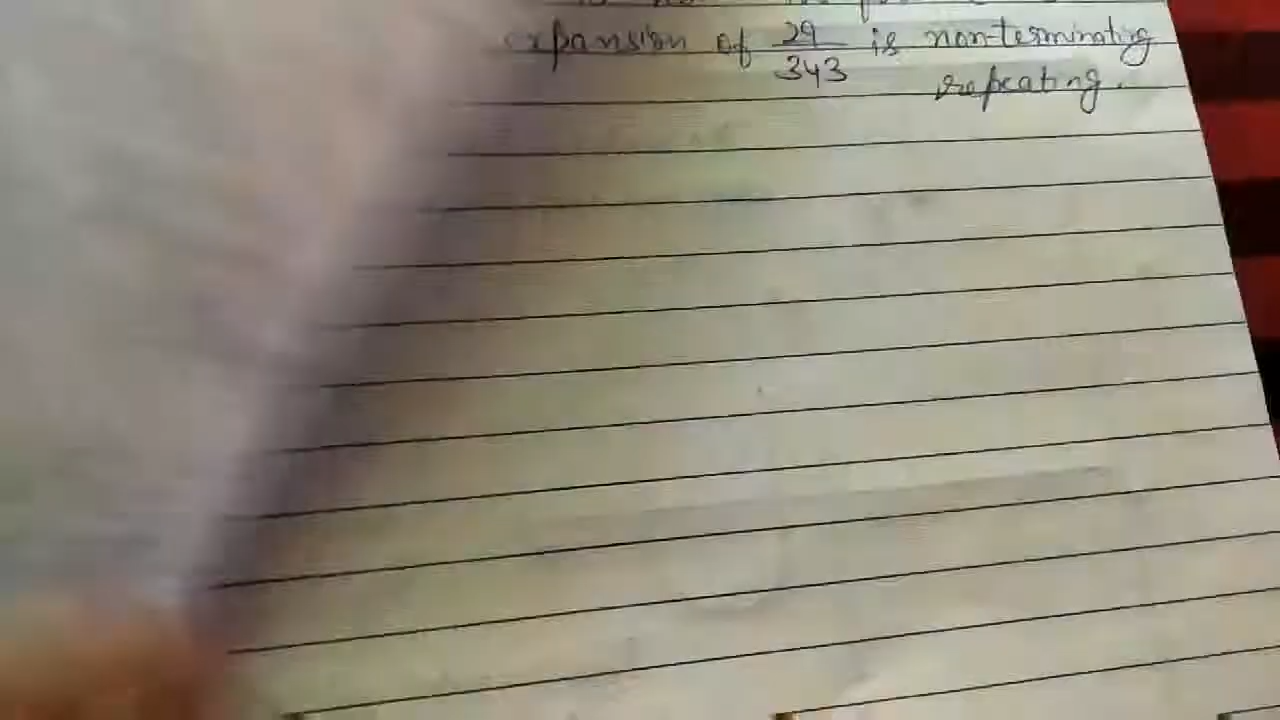 expansion of 29/343 is non-terminating
repeating.